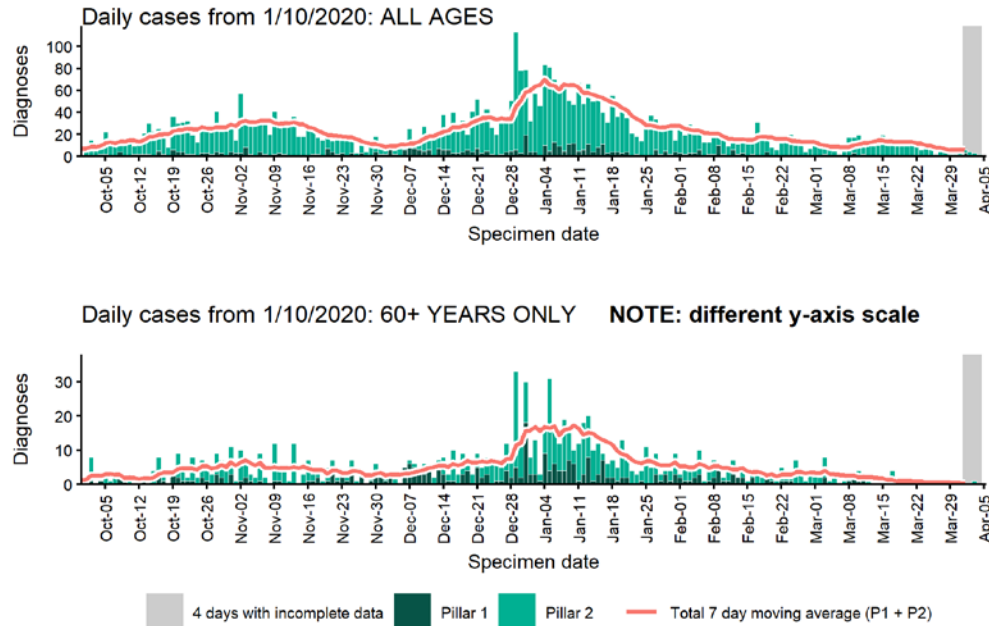 Daily cases from 1/10/2020: ALL AGES
Diagnoses
100
80
60
40
20
0
Oct-05 Oct-12 Oct-19 Oct-26 Nov-02 Nov-09 Nov-16 Nov-23 Nov-30 Dec-07 Dec-14 Dec-21 Dec-28 Jan-04 Jan-11 Jan-18 Jan-25 Feb-01 Feb-08 Feb-15 Feb-22 Mar-01 Mar-08 Mar-15 Mar-22 Mar-29 Apr-05
Specimen date
Daily cases from 1/10/2020: 60+ YEARS ONLY NOTE: different y-axis scale
Diagnoses
30
20
10
0
Oct-05 Oct-12 Oct-19 Oct-26 Nov-02 Nov-09 Nov-16 Nov-23 Nov-30 Dec-07 Dec-14 Dec-21 Dec-28 Jan-04 Jan-11 Jan-18 Jan-25 Feb-01 Feb-08 Feb-15 Feb-22 Mar-01 Mar-08 Mar-15 Mar-22 Mar-29 Apr-05
Specimen date
4 days with incomplete data Pillar 1 Pillar 2 Total 7 day moving average (P1 + P2)